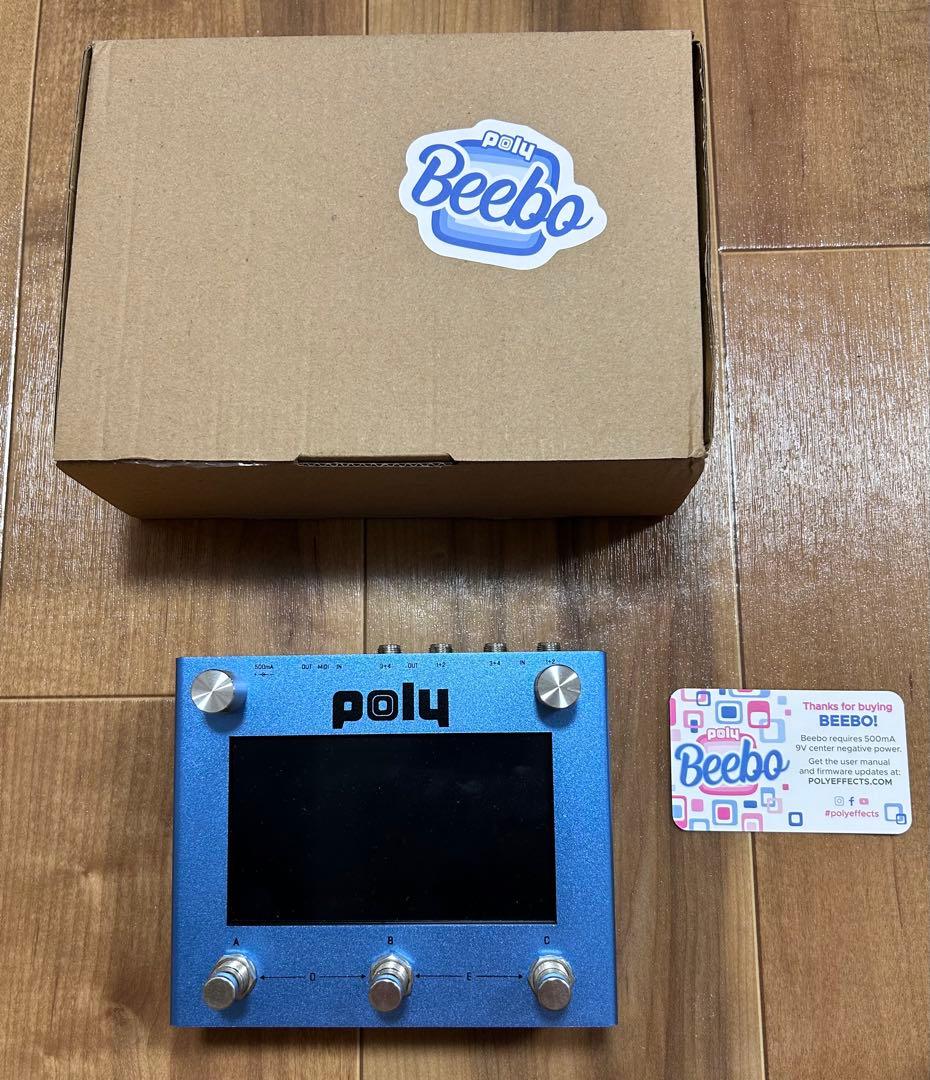 poly
Beebo
500mA
OUT MIDI IN
3+4 OUT 1+2
3+4 IN 1+2
poly
A
B
C
D
E
Thanks for buying
BEEBO!
Beebo requires 500mA
9V center negative power.
Get the user manual
and firmware updates at:
POLYEFFECTS.COM
#polyeffects
poly
Beebo